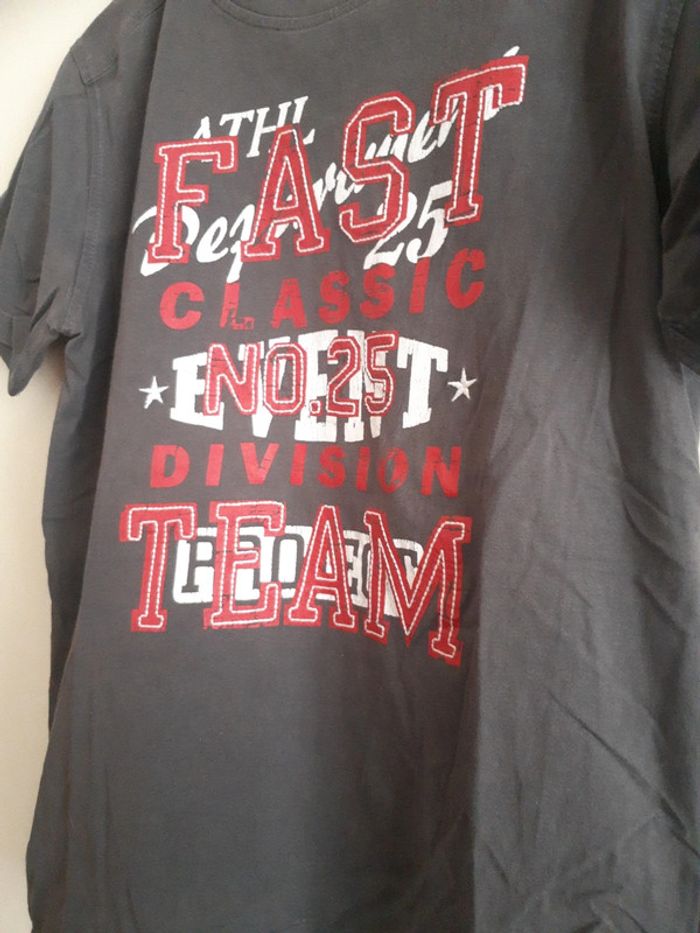 ATHL
FAST
Department 25
CLASSIC
EVENT
NO.25
DIVISION
TEAM